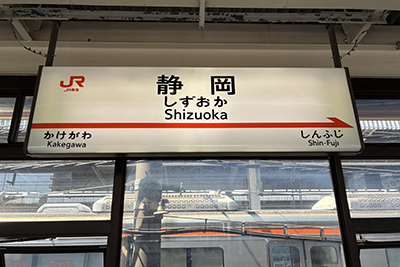 JR
JR東海
静岡
しずおか
Shizuoka
かけがわ
Kakegawa
しんふじ
Shin-Fuji